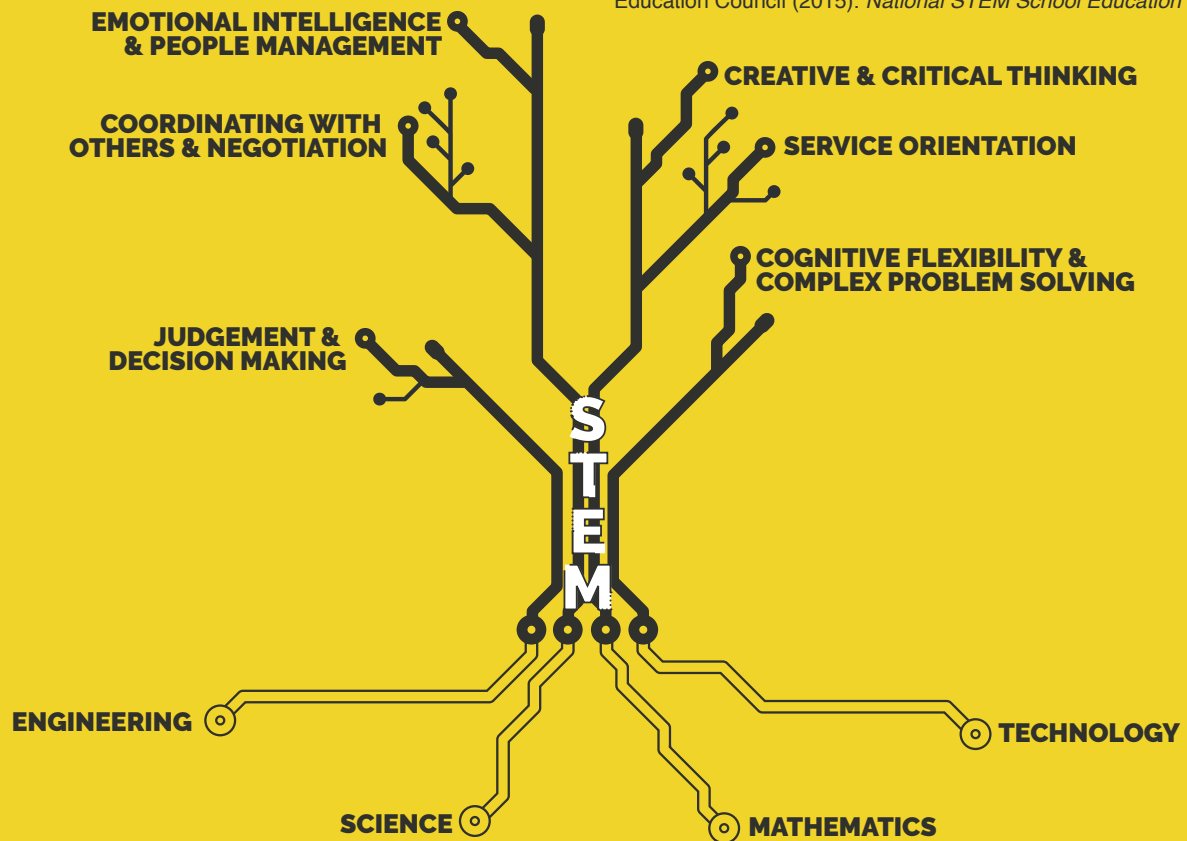 Education Council (2015). National STEM School Education
EMOTIONAL INTELLIGENCE
& PEOPLE MANAGEMENT
CREATIVE & CRITICAL THINKING
COORDINATING WITH
OTHERS & NEGOTIATION
SERVICE ORIENTATION
COGNITIVE FLEXIBILITY &
COMPLEX PROBLEM SOLVING
JUDGEMENT &
DECISION MAKING
S
T
E
M
ENGINEERING
TECHNOLOGY
SCIENCE
MATHEMATICS